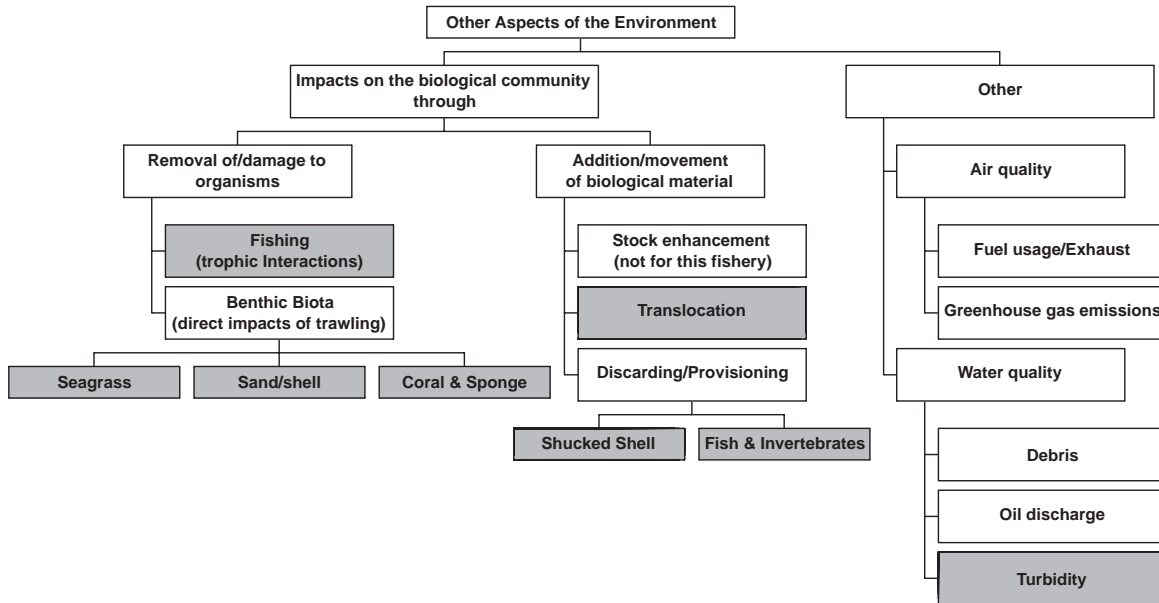 Other Aspects of the Environment
Impacts on the biological community
through
Other
Removal of/damage to
organisms
Addition/movement
of biological material
Air quality
Fishing
(trophic Interactions)
Stock enhancement
(not for this fishery)
Fuel usage/Exhaust
Benthic Biota
(direct impacts of trawling)
Translocation
Greenhouse gas emissions
Seagrass
Sand/shell
Coral & Sponge
Discarding/Provisioning
Water quality
Shucked Shell
Fish & Invertebrates
Debris
Oil discharge
Turbidity